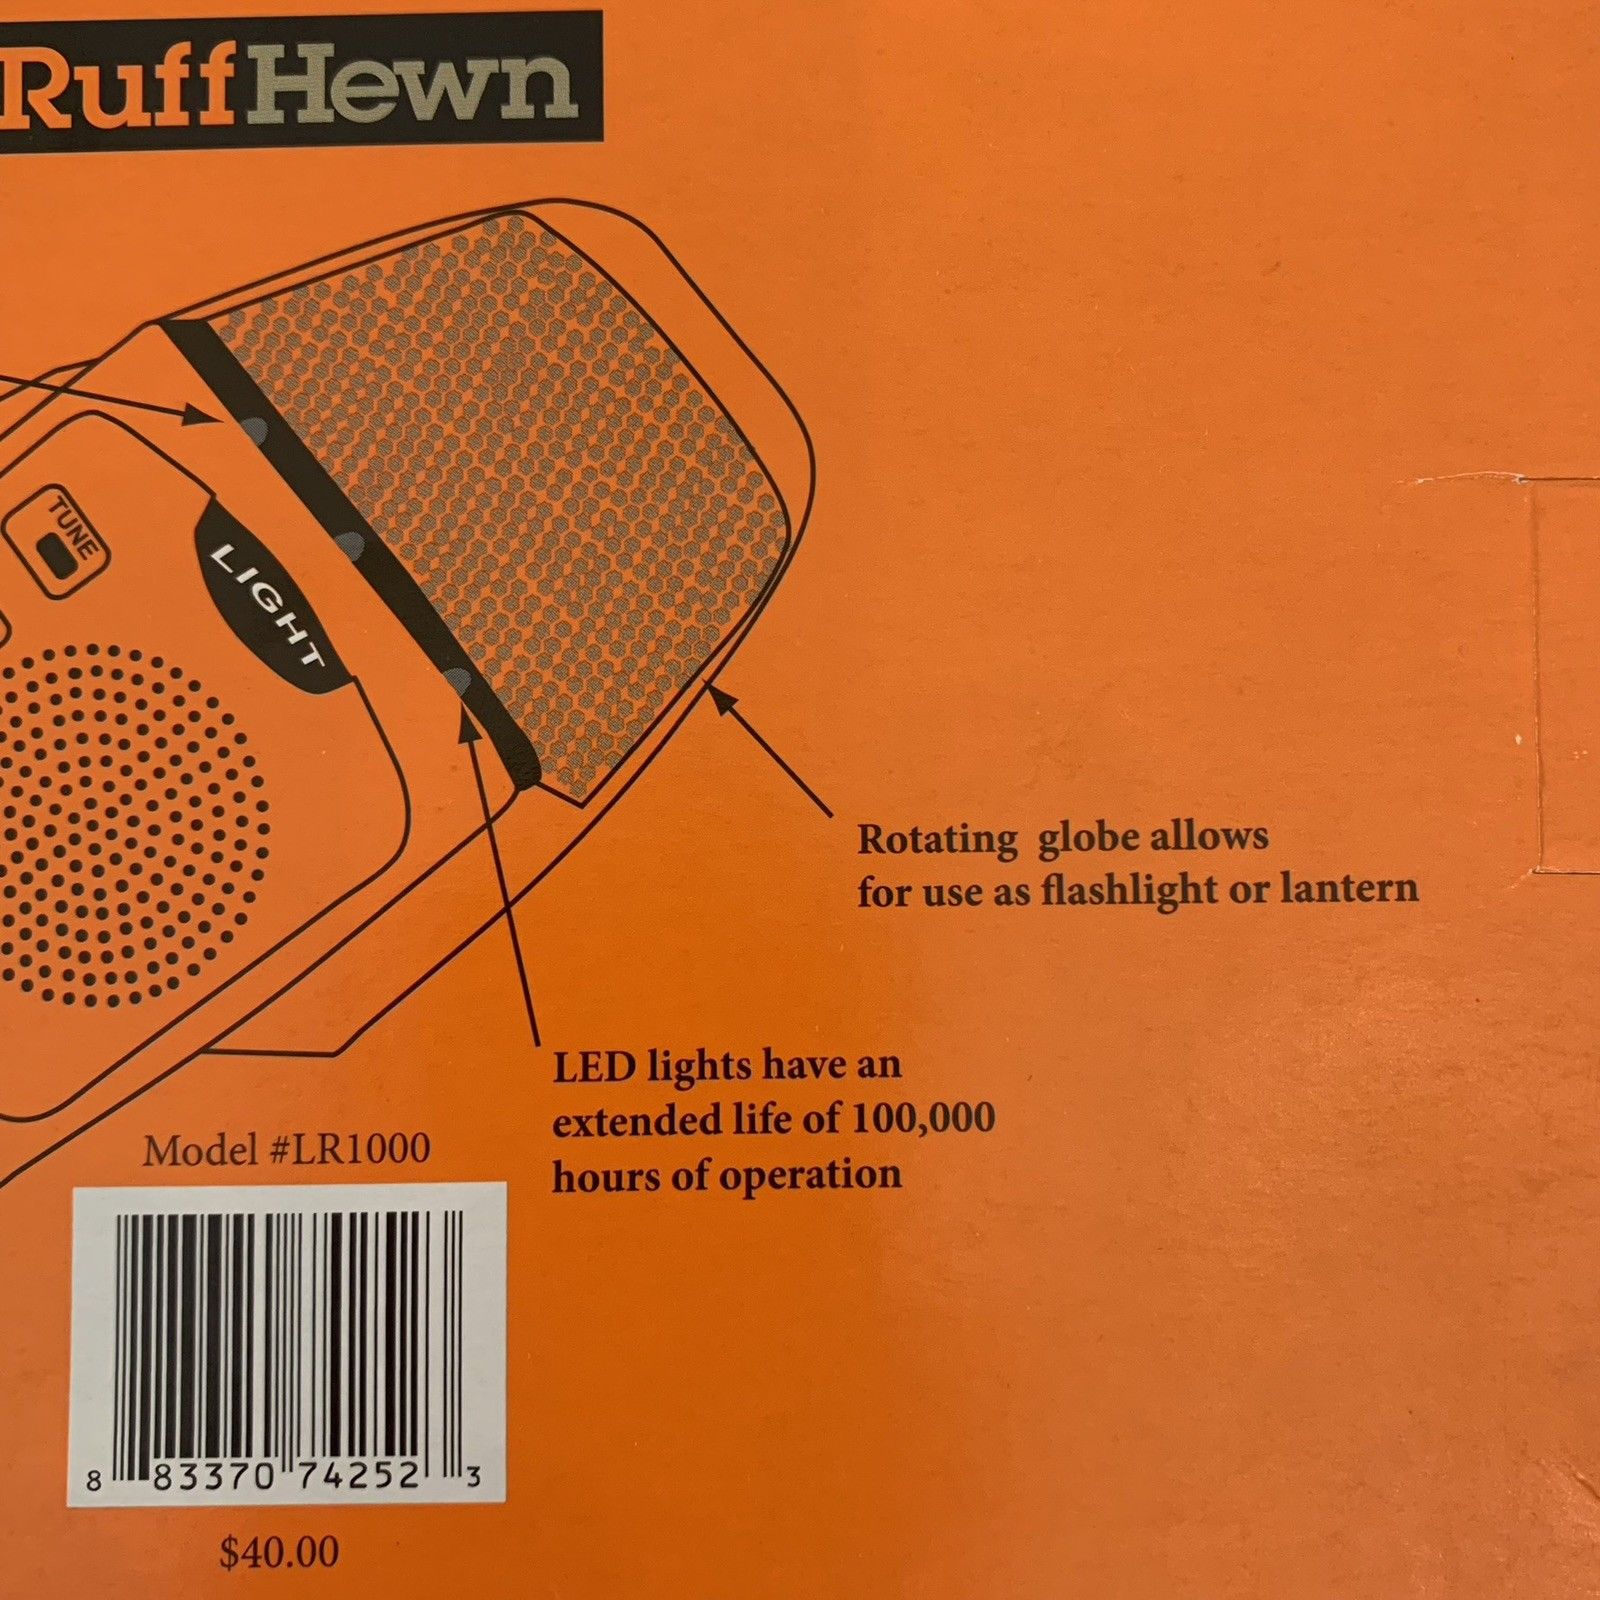 RuffHewn
TUNE
LIGHT
Rotating globe allows
for use as flashlight or lantern
LED lights have an
extended life of 100,000
hours of operation
Model #LR1000
8 83370 74252 3
$40.00